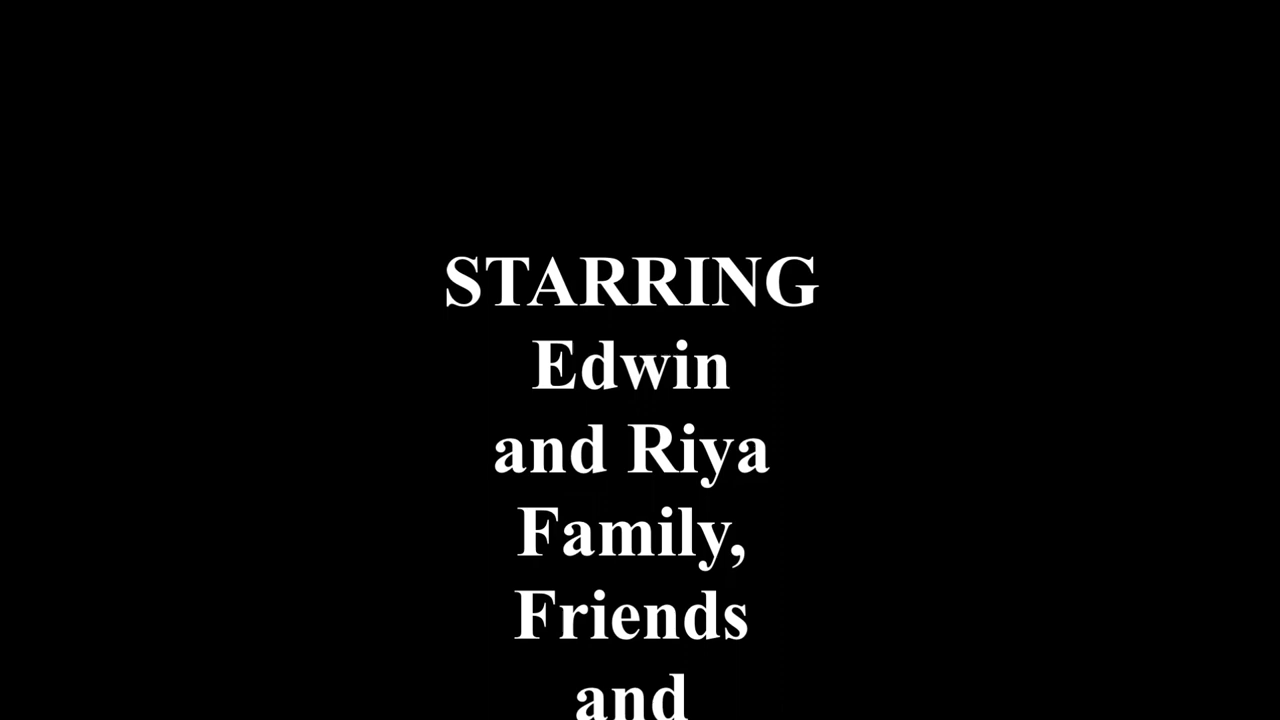 STARRING
Edwin
and Riya
Family,
Friends
and